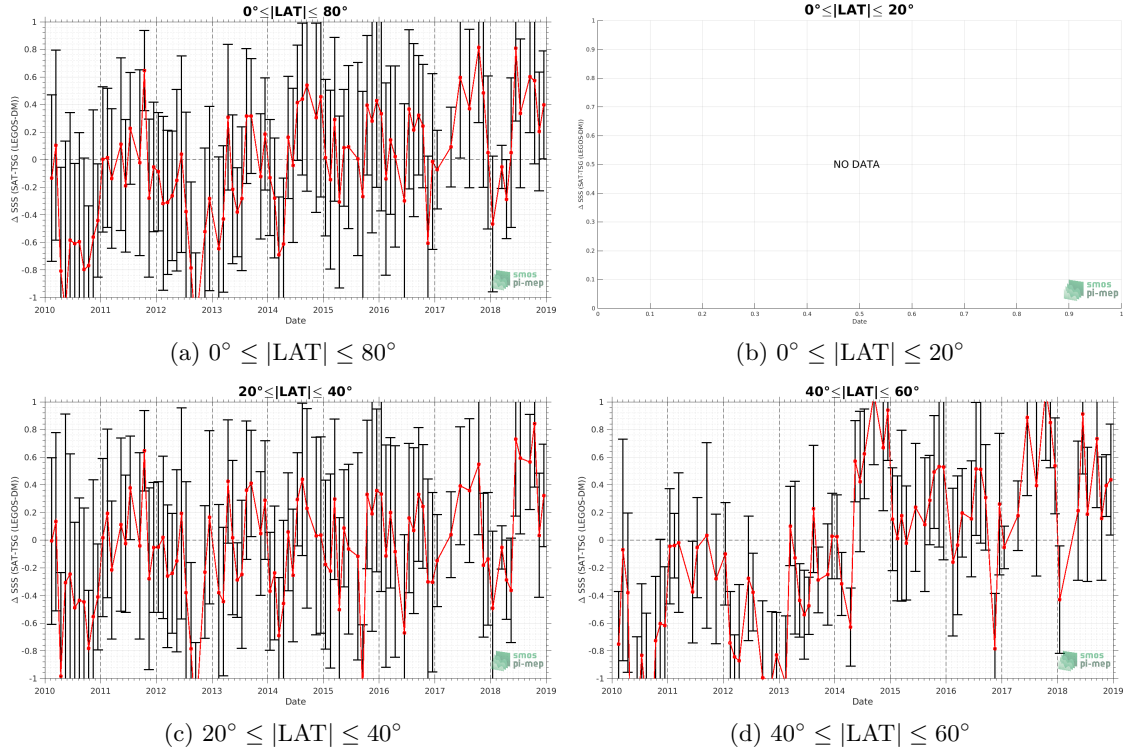 0°≤|LAT|≤ 80°
Δ SSS (SAT-TSG (LEGOS-DM))
1
0.8
0.6
0.4
0.2
0
-0.2
-0.4
-0.6
-0.8
-1
2010 2011 2012 2013 2014 2015 2016 2017 2018 2019
Date
smos
pi-mep
(a) 0° ≤ |LAT| ≤ 80°
0°≤|LAT|≤ 20°
Δ SSS (SAT-TSG (LEGOS-DM))
1
0.9
0.8
0.7
0.6
0.5
0.4
0.3
0.2
0.1
0
NO DATA
0 0.1 0.2 0.3 0.4 0.5 0.6 0.7 0.8 0.9 1
Date
smos
pi-mep
(b) 0° ≤ |LAT| ≤ 20°
20°≤|LAT|≤ 40°
Δ SSS (SAT-TSG (LEGOS-DM))
1
0.8
0.6
0.4
0.2
0
-0.2
-0.4
-0.6
-0.8
-1
2010 2011 2012 2013 2014 2015 2016 2017 2018 2019
Date
smos
pi-mep
(c) 20° ≤ |LAT| ≤ 40°
40°≤|LAT|≤ 60°
Δ SSS (SAT-TSG (LEGOS-DM))
1
0.8
0.6
0.4
0.2
0
-0.2
-0.4
-0.6
-0.8
-1
2010 2011 2012 2013 2014 2015 2016 2017 2018 2019
Date
smos
pi-mep
(d) 40° ≤ |LAT| ≤ 60°